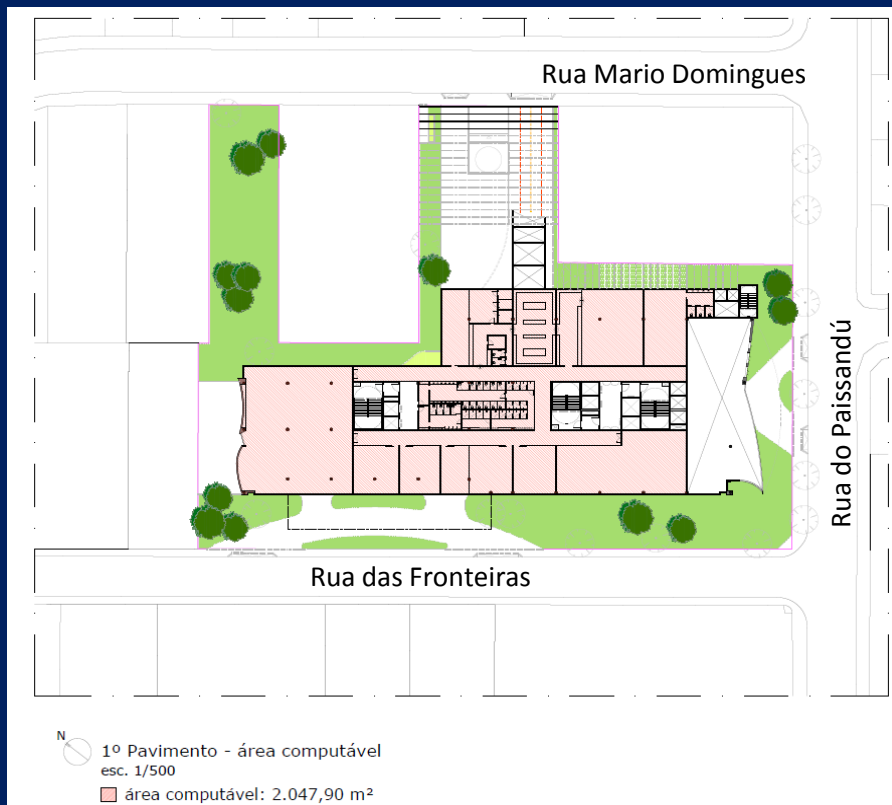 Rua Mario Domingues
Rua do Paissandú
Rua das Fronteiras
N
1º Pavimento - área computável
esc. 1/500
área computável: 2.047,90 m²